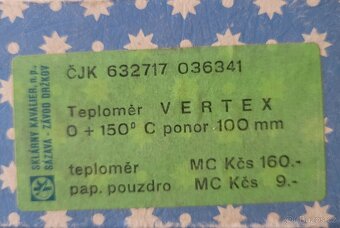 SKLÁRNY KAVALIER, n.p.
SÁZAVA - ZÁVOD DRŽKOV
ČJK 632717 036341
Teploměr VERTEX
0 + 150° C ponor 100 mm
teploměr MC Kčs 160.-
pap. pouzdro MC Kčs 9.-